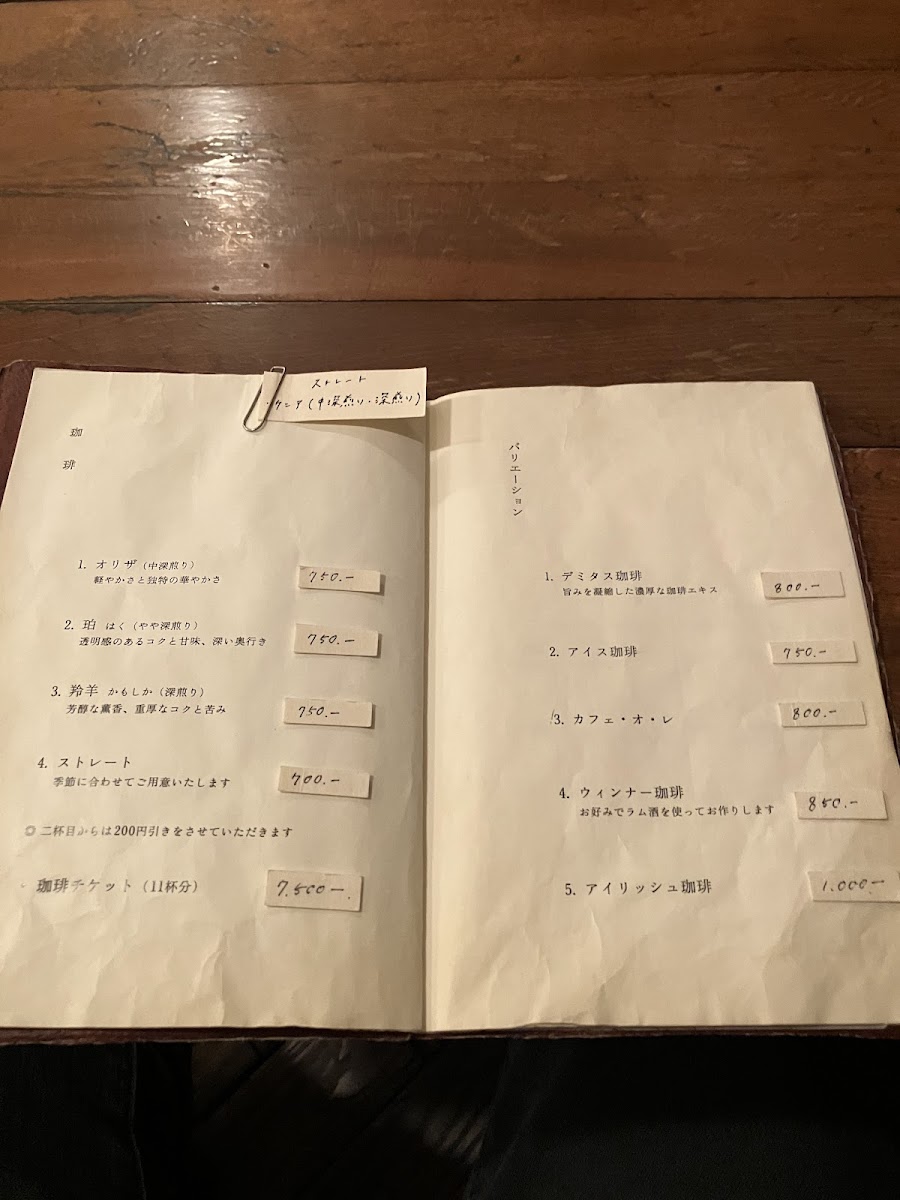 ストレート
・ケニア(中深煎り・深煎り)
珈琲
1. オリザ(中深煎り) 750.-
軽やかさと独特の華やかさ
2. 珀 はく(やや深煎り) 750.-
透明感のあるコクと甘味、深い奥行き
3. 羚羊 かもしか(深煎り) 750.-
芳醇な薫香、重厚なコクと苦み
4. ストレート 700.-
季節に合わせてご用意いたします
◎ 二杯目からは200円引きをさせていただきます
珈琲チケット(11杯分) 7.500-
バリエーション
1. デミタス珈琲 800.-
旨みを凝縮した濃厚な珈琲エキス
2. アイス珈琲 750.-
3. カフェ・オ・レ 800.-
4. ウィンナー珈琲 850.-
お好みでラム酒を使ってお作りします
5. アイリッシュ珈琲 1.000-